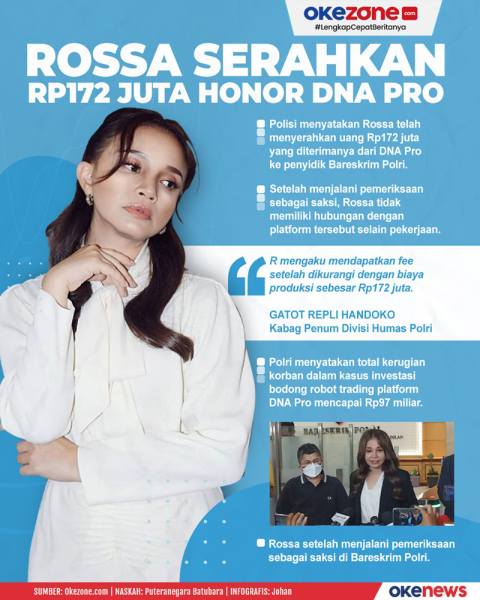 okezone.com
#LengkapCepatBeritanya
ROSSA SERAHKAN
RP172 JUTA HONOR DNA PRO
Polisi menyatakan Rossa telah
menyerahkan uang Rp172 juta
yang diterimanya dari DNA Pro
ke penyidik Bareskrim Polri.
Setelah menjalani pemeriksaan
sebagai saksi, Rossa tidak
memiliki hubungan dengan
platform tersebut selain pekerjaan.
R mengaku mendapatkan fee
setelah dikurangi dengan biaya
produksi sebesar Rp172 juta.
GATOT REPLI HANDOKO
Kabag Penum Divisi Humas Polri
Polri menyatakan total kerugian
korban dalam kasus investasi
bodong robot trading platform
DNA Pro mencapai Rp97 miliar.
Rossa setelah menjalani pemeriksaan
sebagai saksi di Bareskrim Polri.
SUMBER: Okezone.com | NASKAH: Puteranegara Batubara | INFOGRAFIS: Johan
okenews